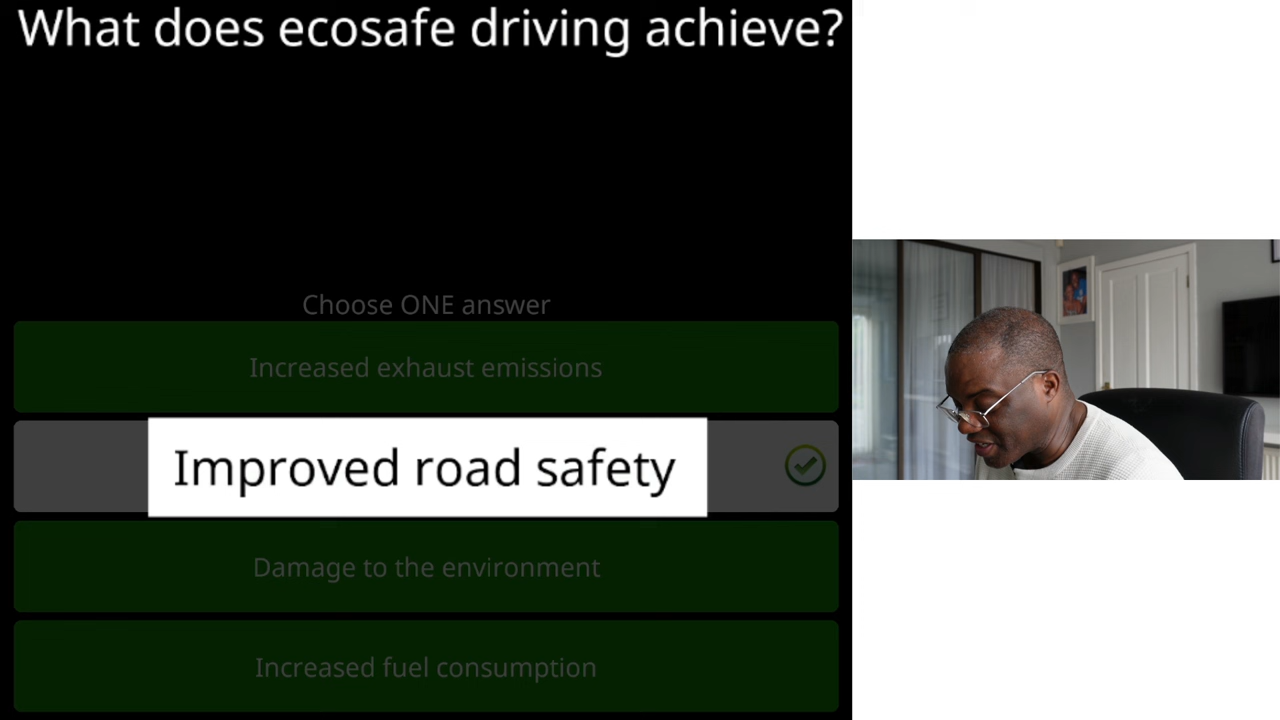 What does ecosafe driving achieve?
Choose ONE answer
Increased exhaust emissions
Improved road safety
Damage to the environment
Increased fuel consumption